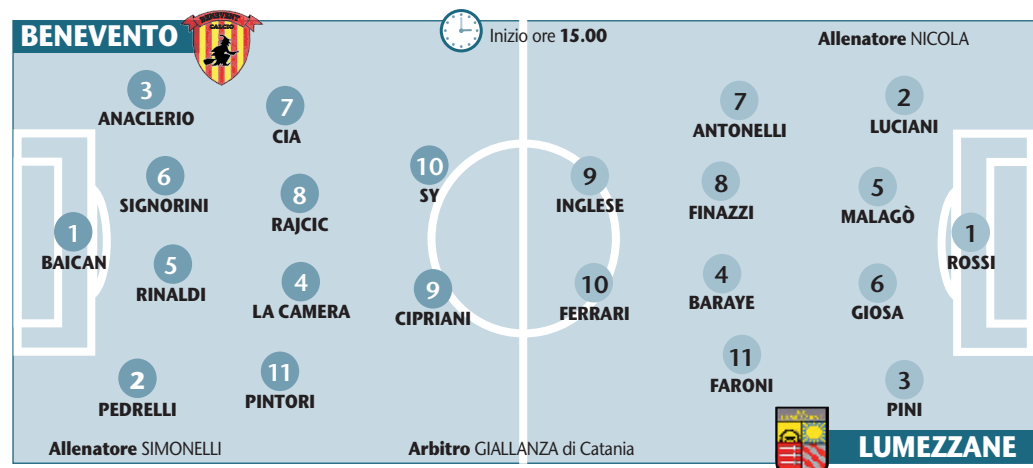 BENEVENTO
BENEVENTO
CALCIO
Inizio ore 15.00
Allenatore NICOLA
3
ANACLERIO
7
CIA
6
SIGNORINI
8
RAJCIC
10
SY
1
BAICAN
5
RINALDI
4
LA CAMERA
9
CIPRIANI
2
PEDRELLI
11
PINTORI
Allenatore SIMONELLI
Arbitro GIALLANZA di Catania
7
ANTONELLI
2
LUCIANI
9
INGLESE
8
FINAZZI
5
MALAGÒ
1
ROSSI
10
FERRARI
4
BARAYE
6
GIOSA
11
FARONI
3
PINI
LUMEZZANE